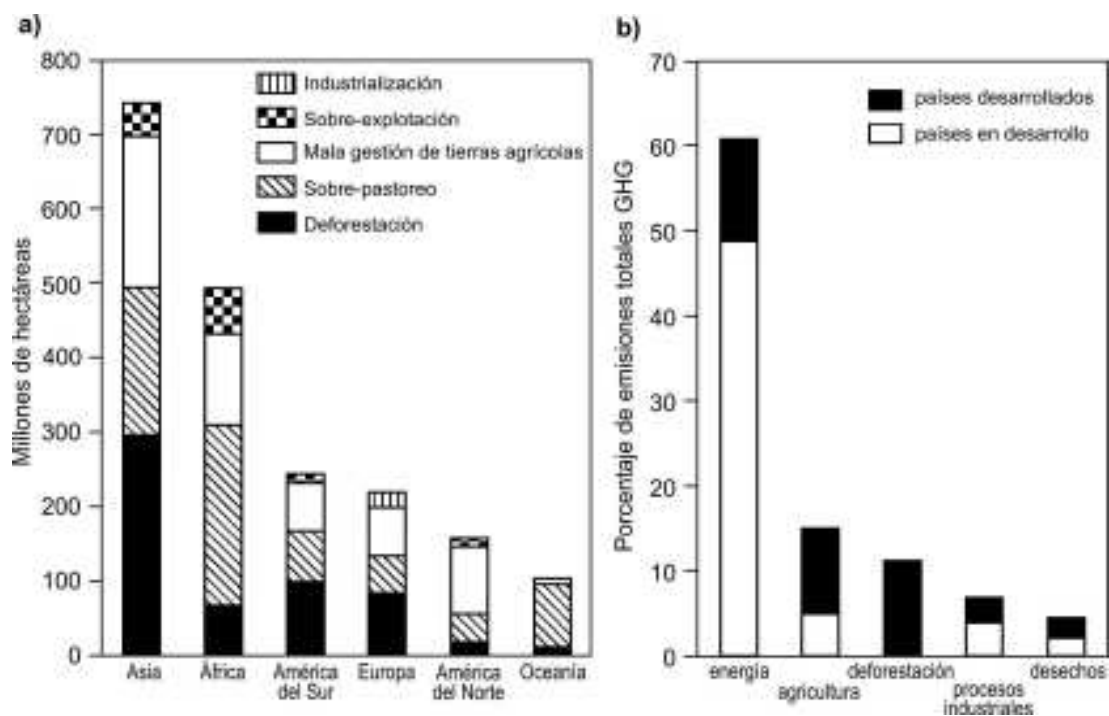 a)
Millones de hectáreas
800
700
600
500
400
300
200
100
0
Industrialización
Sobre-explotación
Mala gestión de tierras agrícolas
Sobre-pastoreo
Deforestación
Asia
África
América
del Sur
Europa
América
del Norte
Oceanía
b)
Porcentaje de emisiones totales GHG
70
60
50
40
30
20
10
0
países desarrollados
países en desarrollo
energía
agricultura
deforestación
procesos
industriales
desechos